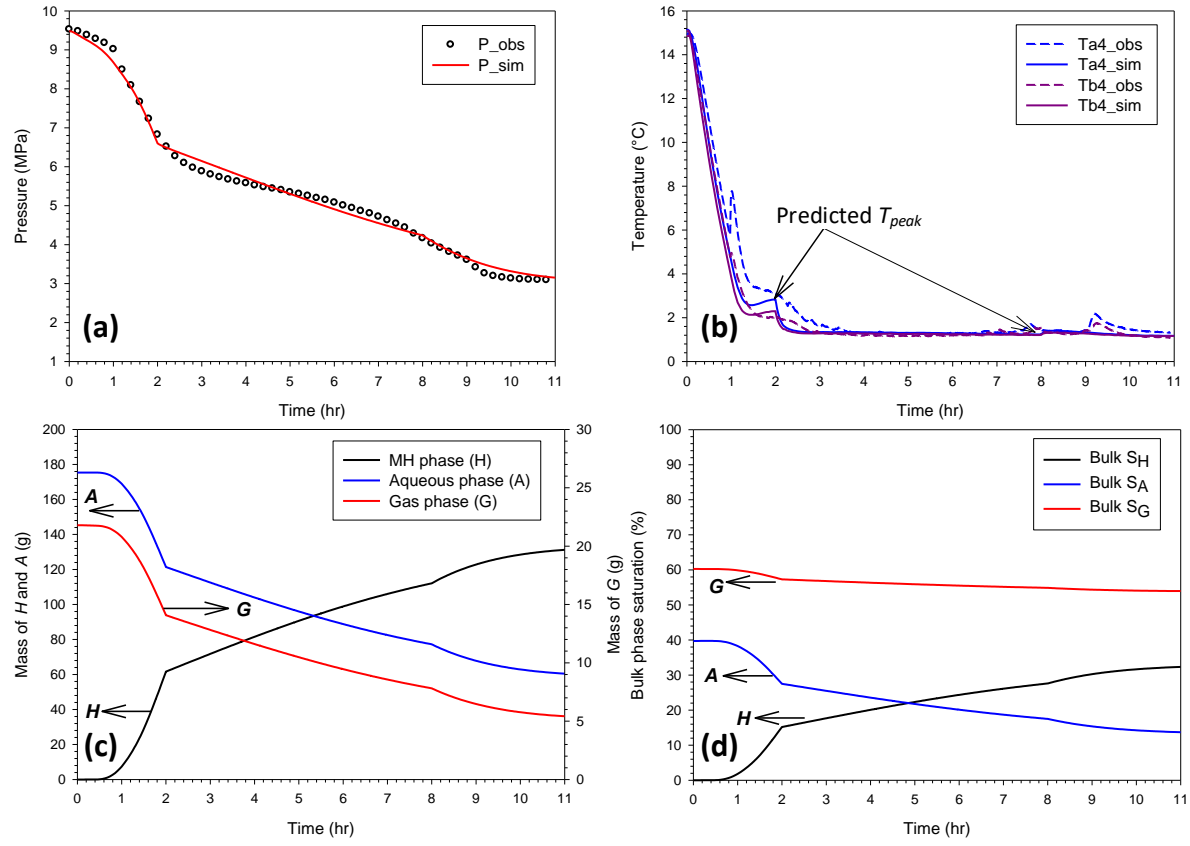 10
9
8
7
6
5
4
3
2
1
Pressure (MPa)
P_obs
P_sim
(a)
0 1 2 3 4 5 6 7 8 9 10 11
Time (hr)
16
14
12
10
8
6
4
2
0
Temperature (°C)
Ta4_obs
Ta4_sim
Tb4_obs
Tb4_sim
Predicted Tpeak
(b)
0 1 2 3 4 5 6 7 8 9 10 11
Time (hr)
200
180
160
140
120
100
80
60
40
20
0
Mass of H and A (g)
30
25
20
15
10
5
0
Mass of G (g)
MH phase (H)
Aqueous phase (A)
Gas phase (G)
A
G
H
(c)
0 1 2 3 4 5 6 7 8 9 10 11
Time (hr)
100
90
80
70
60
50
40
30
20
10
0
Bulk phase saturation (%)
Bulk SH
Bulk SA
Bulk SG
G
A
H
(d)
0 1 2 3 4 5 6 7 8 9 10 11
Time (hr)